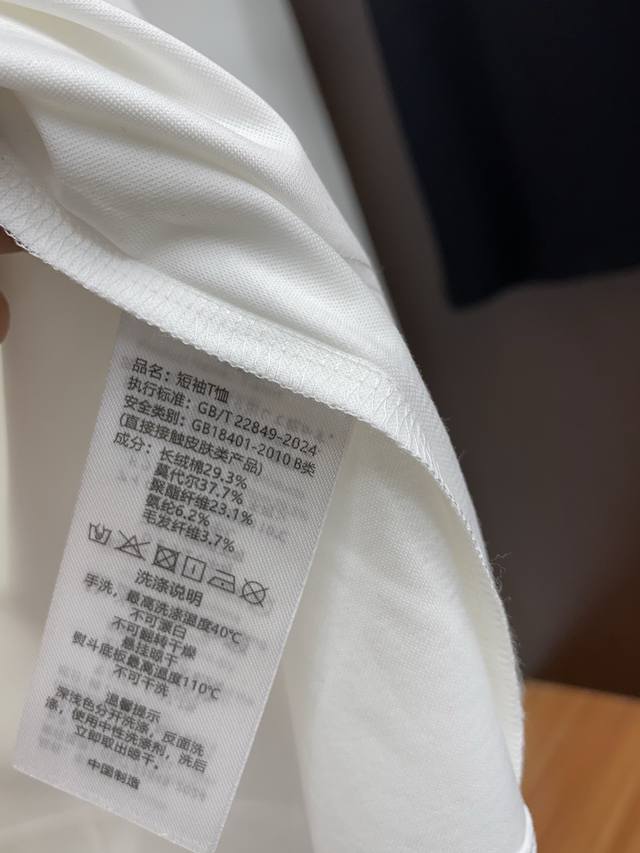 品名：短袖T恤
执行标准：GB/T 22849-2024
安全类别：GB18401-2010 B类
(直接接触皮肤类产品)
成分：长绒棉29.3%
莫代尔37.7%
聚酯纤维23.1%
氨纶6.2%
毛发纤维3.7%
洗涤说明
手洗，最高洗涤温度40℃
不可漂白
不可翻转干燥
悬挂晾干
熨斗底板最高温度110℃
不可干洗
温馨提示
深浅色分开洗涤，反面洗
涤，使用中性洗涤剂，洗后
立即取出晾干。
中国制造